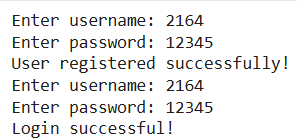 Enter username: 2164
Enter password: 12345
User registered successfully!
Enter username: 2164
Enter password: 12345
Login successful!